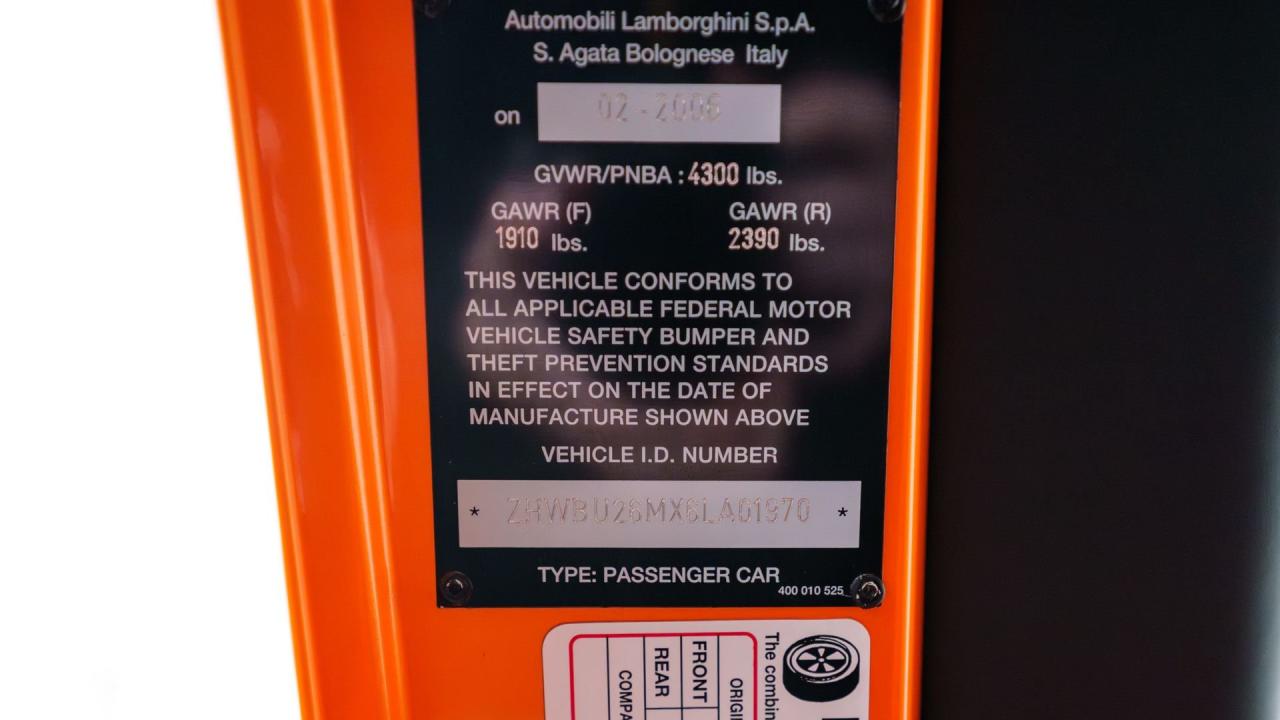 Automobili Lamborghini S.p.A.
S. Agata Bolognese Italy
on 02-2006
GVWR/PNBA : 4300 lbs.
GAWR (F) GAWR (R)
1910 lbs. 2390 lbs.
THIS VEHICLE CONFORMS TO
ALL APPLICABLE FEDERAL MOTOR
VEHICLE SAFETY BUMPER AND
THEFT PREVENTION STANDARDS
IN EFFECT ON THE DATE OF
MANUFACTURE SHOWN ABOVE
VEHICLE I.D. NUMBER
* ZHWBU26MX6LA01970 *
TYPE: PASSENGER CAR
400 010 525
The
FRONT
REAR